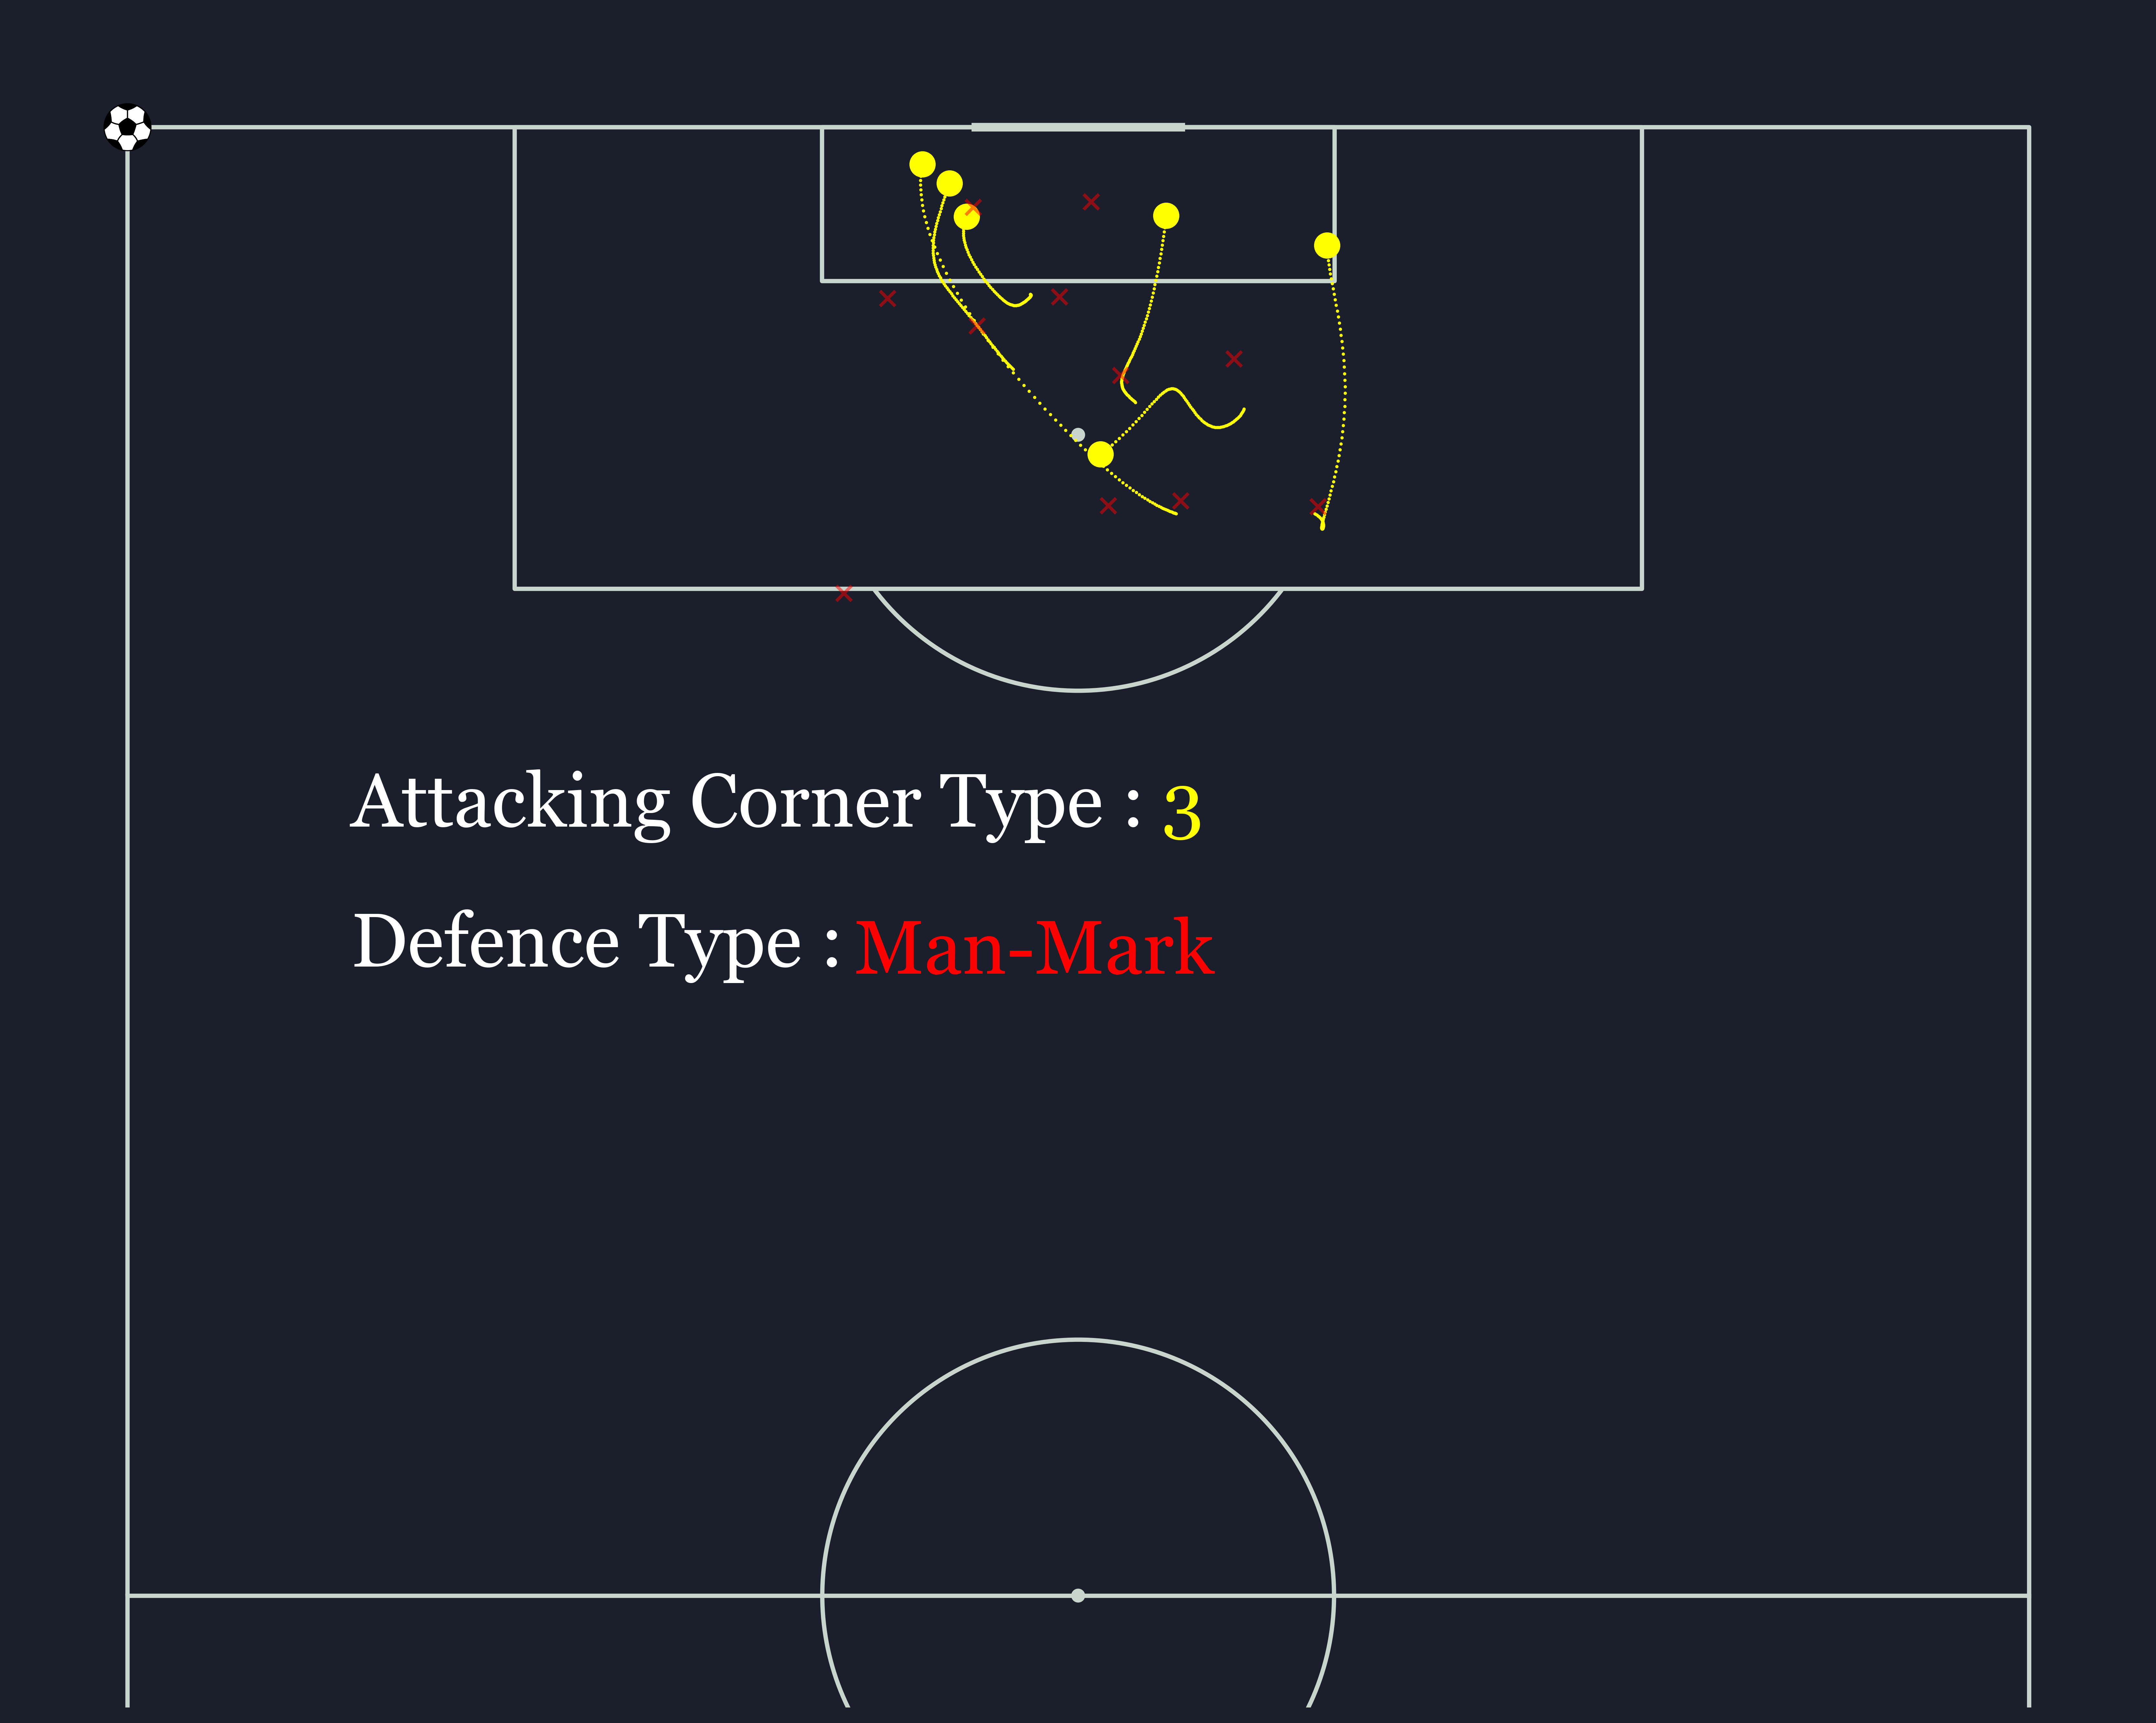 Attacking Corner Type : 3
Defence Type : Man-Mark